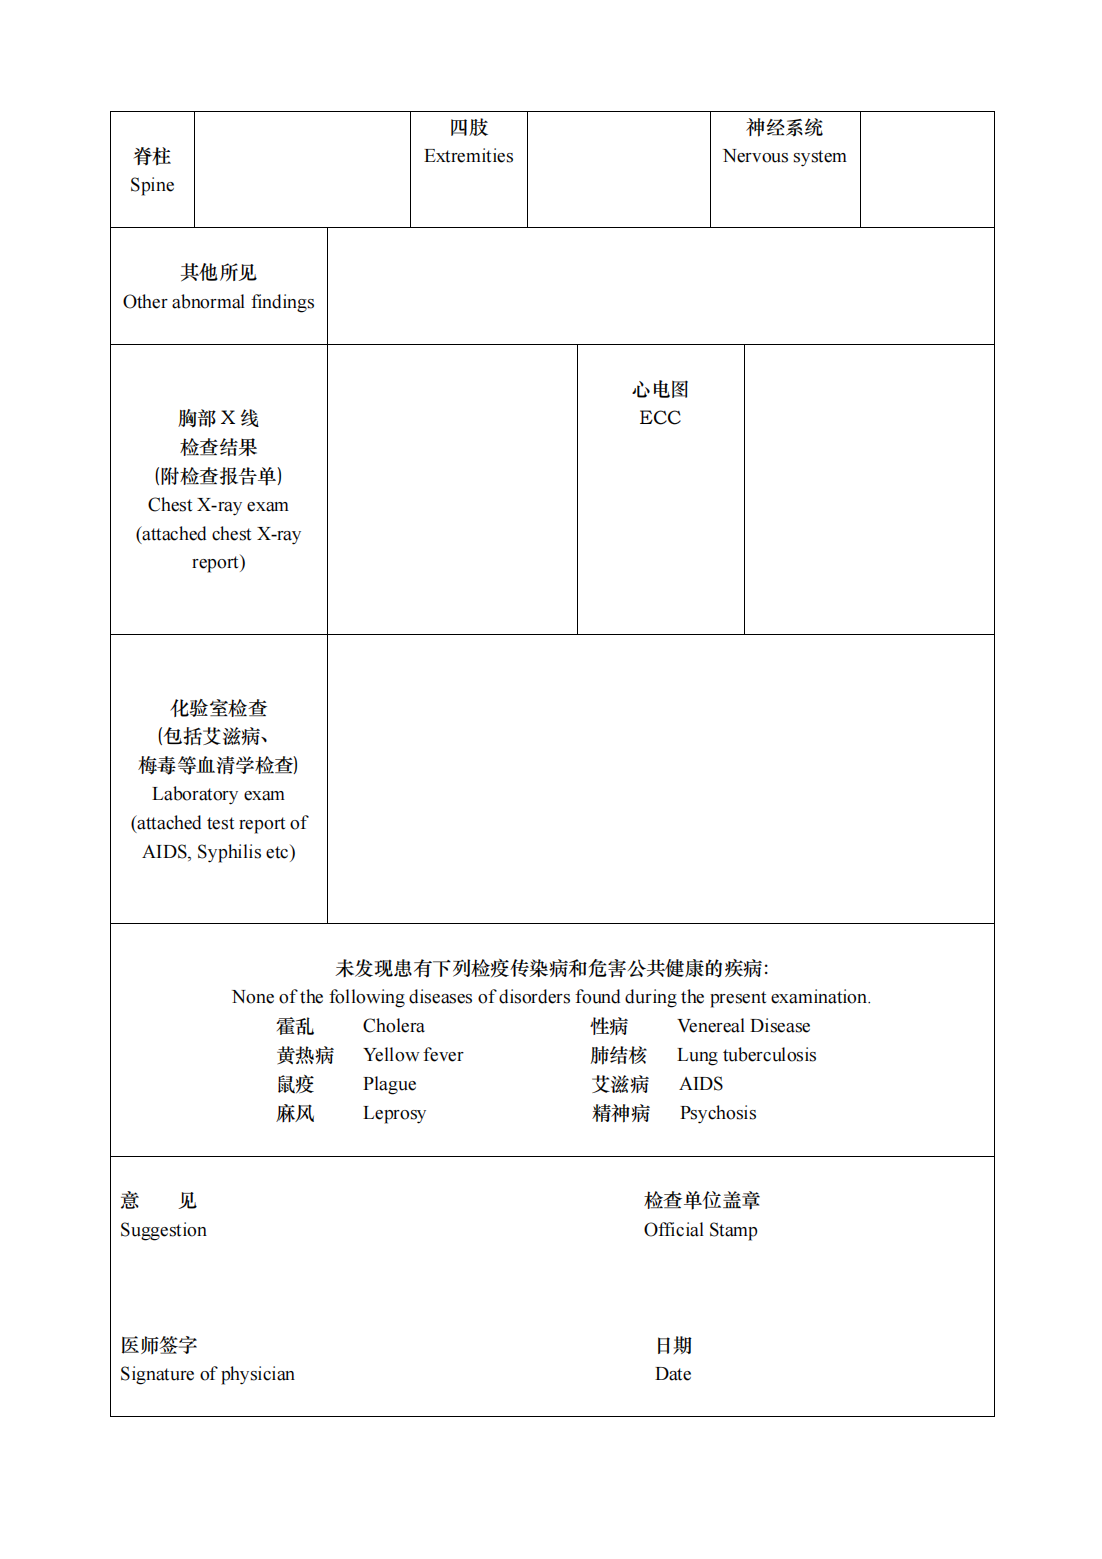 脊柱
Spine
四肢
Extremities
神经系统
Nervous system
其他所见
Other abnormal findings
胸部 X 线
检查结果
(附检查报告单)
Chest X-ray exam
(attached chest X-ray
report)
心电图
ECC
化验室检查
(包括艾滋病、
梅毒等血清学检查)
Laboratory exam
(attached test report of
AIDS, Syphilis etc)
未发现患有下列检疫传染病和危害公共健康的疾病:
None of the following diseases of disorders found during the present examination.
霍乱 Cholera 性病 Venereal Disease
黄热病 Yellow fever 肺结核 Lung tuberculosis
鼠疫 Plague 艾滋病 AIDS
麻风 Leprosy 精神病 Psychosis
意 见 检查单位盖章
Suggestion Official Stamp
医师签字 日期
Signature of physician Date